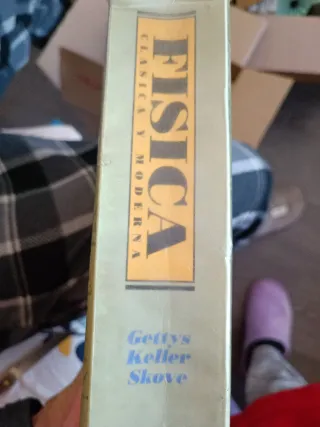 FISICA
CLASICA Y MODERNA
Gettys
Keller
Skove